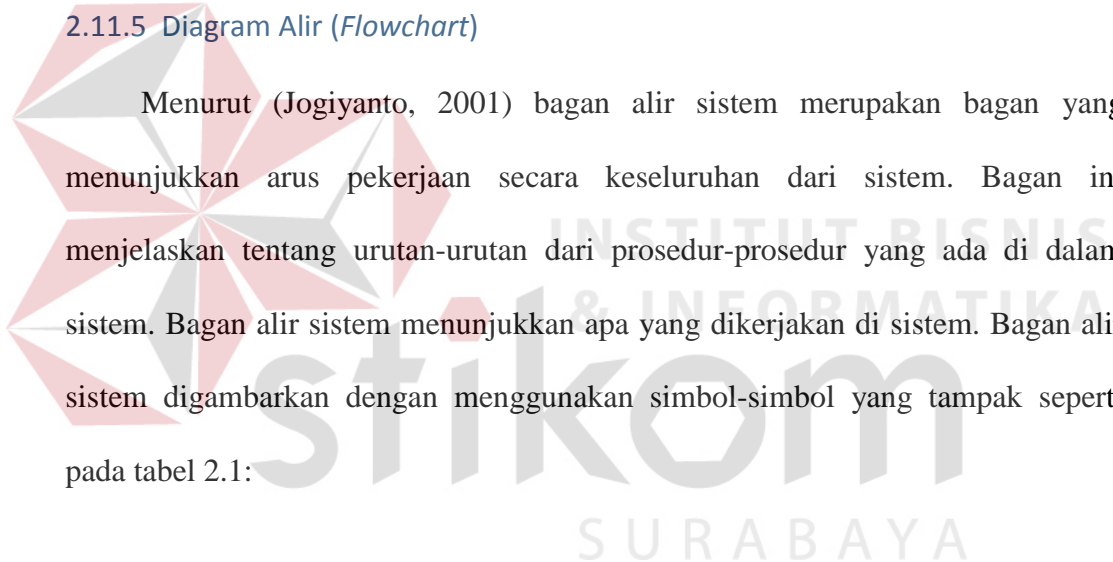 2.11.5 Diagram Alir (Flowchart)
Menurut (Jogiyanto, 2001) bagan alir sistem merupakan bagan yang
menunjukkan arus pekerjaan secara keseluruhan dari sistem. Bagan in
menjelaskan tentang urutan-urutan dari prosedur-prosedur yang ada di dalam
sistem. Bagan alir sistem menunjukkan apa yang dikerjakan di sistem. Bagan ali
sistem digambarkan dengan menggunakan simbol-simbol yang tampak sepert
pada tabel 2.1:
INSTITUT BISNIS
& INFORMATIKA
stikom
SURABAYA